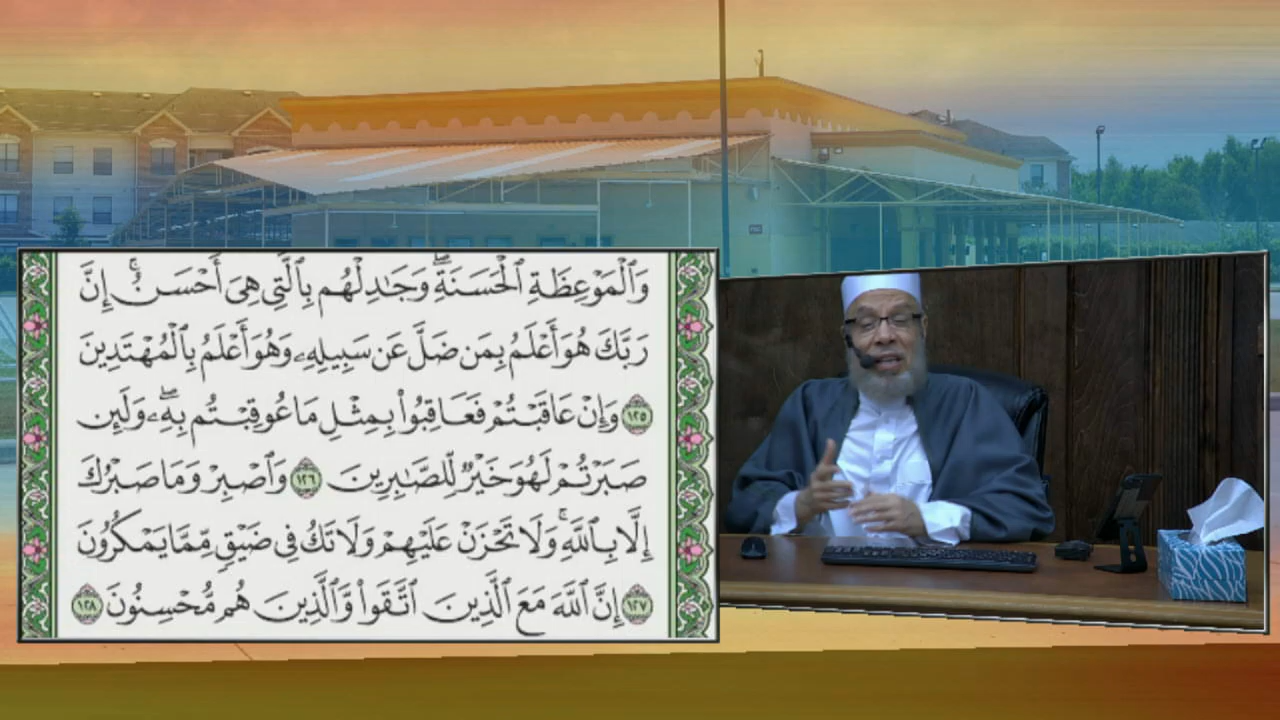 وَٱلْمَوْعِظَةِ ٱلْحَسَنَةِۖ وَجَٰدِلْهُم بِٱلَّتِى هِىَ أَحْسَنُۚ إِنَّ
رَبَّكَ هُوَ أَعْلَمُ بِمَن ضَلَّ عَن سَبِيلِهِۦ وَهُوَ أَعْلَمُ بِٱلْمُهْتَدِينَ
١٢٥ وَإِنْ عَاقَبْتُمْ فَعَاقِبُوا۟ بِمِثْلِ مَا عُوقِبْتُم بِهِۦۖ وَلَئِن
صَبَرْتُمْ لَهُوَ خَيْرٌ لِّلصَّٰبِرِينَ ١٢٦ وَٱصْبِرْ وَمَا صَبْرُكَ
إِلَّا بِٱللَّهِۚ وَلَا تَحْزَنْ عَلَيْهِمْ وَلَا تَكُ فِى ضَيْقٍ مِّمَّا يَمْكُرُونَ
١٢٧ إِنَّ ٱللَّهَ مَعَ ٱلَّذِينَ ٱتَّقَوا۟ وَّٱلَّذِينَ هُم مُّحْسِنُونَ ١٢٨